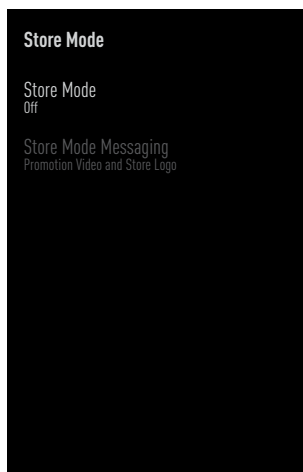 Store Mode
Store Mode
Off
Store Mode Messaging
Promotion Video and Store Logo